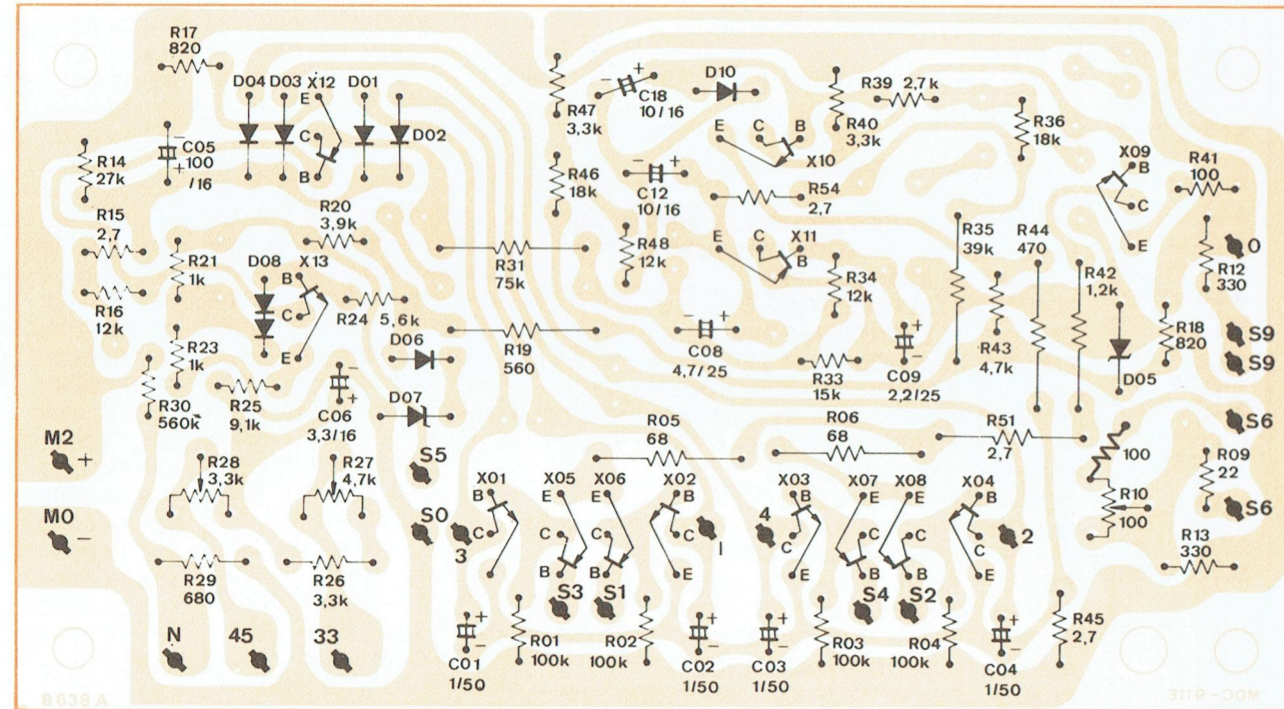 R17
820
D04 D03 X12 D01
E
C
B
D02
C05
100
/16
−
+
R14
27k
R15
2,7
R16
12k
R20
3,9k
R21
1k
D08
X13
B
C
E
R24
5,6k
R23
1k
R30
560k
R25
9,1k
C06
3,3/16
−
+
D06
D07
R31
75k
R19
560
R47
3,3k
− +
C18
10/16
D10
R39 2,7k
R40
3,3k
E C B
X10
R36
18k
X09
B
C
E
R41
100
R46
18k
− +
C12
10/16
R54
2,7
R48
12k
E C X11
B
R34
12k
R35
39k
R44
470
R42
1,2k
R43
4,7k
R12
330
O
R18
820
D05
S9
S9
− +
C08
4,7/25
R33
15k
+
−
C09
2,2/25
R05
68
R06
68
R51
2,7
100
R10
100
R09
22
S6
S6
R13
330
M2
+
M0
−
R28
3,3k
R27
4,7k
S5
S0
3
R29
680
R26
3,3k
N 45 33
X01
B
C
E
X05
E
C
B
X06
E
C
B
X02
B
C
E
1
S3 S1
4
X03
B
C
E
X07
E
C
B
X08
E
C
B
X04
B
C
E
2
S4 S2
+
−
C01
1/50
R01
100k
R02
100k
+
−
C02
1/50
+
−
C03
1/50
R03
100k
R04
100k
+
−
C04
1/50
R45
2,7
B638A
MDC-911E